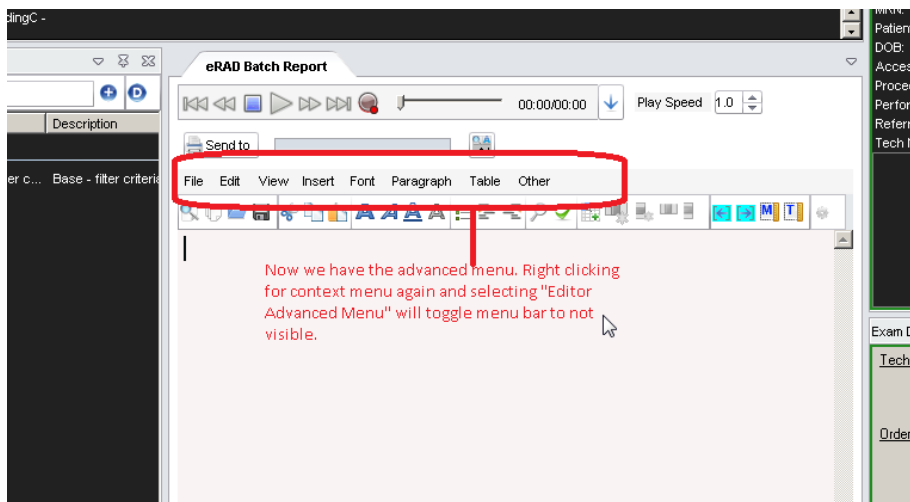 dingC -
MRN:
Patien
DOB:
Acces
Proced
Perfor
Referr
Tech N
eRAD Batch Report
00:00/00:00
Play Speed 1.0
D
Send to
Description
er c... Base - filter criteria
File Edit View Insert Font Paragraph Table Other
A A A A
M T
Now we have the advanced menu. Right clicking
for context menu again and selecting "Editor
Advanced Menu" will toggle menu bar to not
visible.
Exam D
Tech
Order